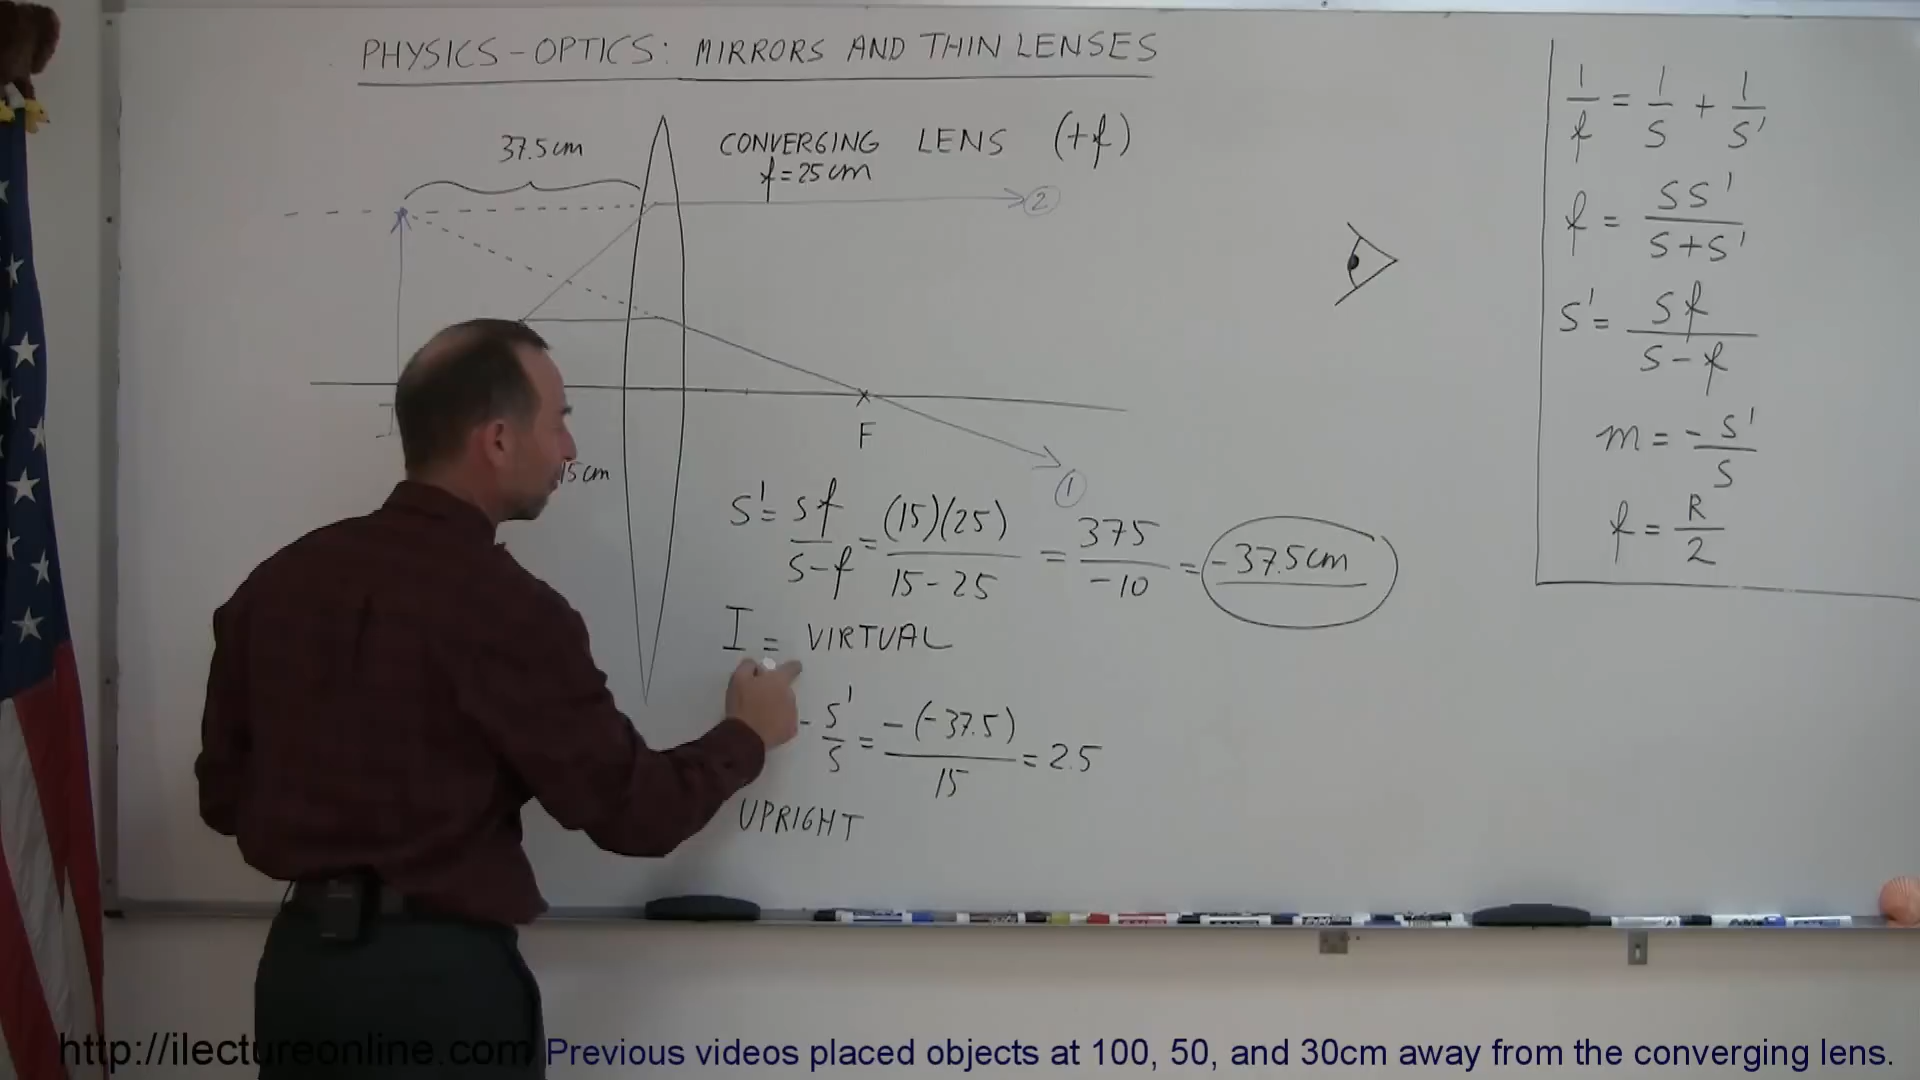 PHYSICS - OPTICS: MIRRORS AND THIN LENSES
37.5 cm
CONVERGING LENS (+f)
f = 25 cm
②
F
15 cm
①
S' = sf / s-f = (15)(25) / 15 - 25 = 375 / -10 = -37.5 cm
I = VIRTUAL
- s' / s = -(-37.5) / 15 = 2.5
UPRIGHT
1/f = 1/s + 1/s'
f = ss' / s+s'
s' = sf / s-f
m = - s' / s
f = R / 2
http://ilectureonline.com Previous videos placed objects at 100, 50, and 30cm away from the converging lens.